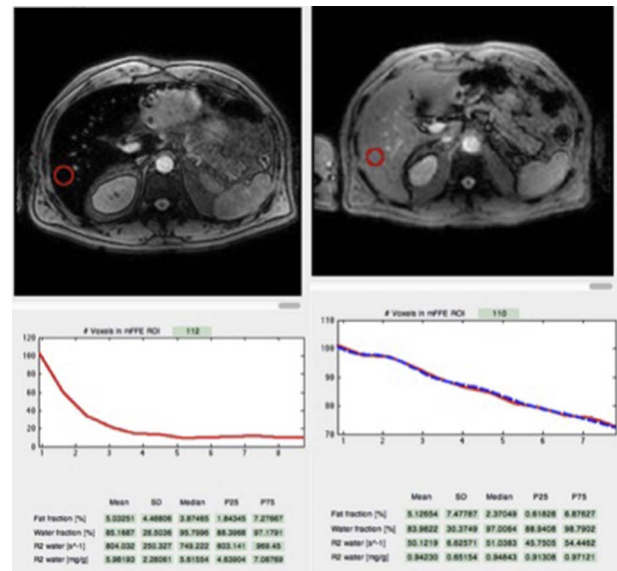 # Voxels in mFFE ROI 112
120
100
80
60
40
20
0
1 2 3 4 5 6 7 8
Mean SD Median P25 P75
Fat fraction [%] 5.03251 4.48806 3.87465 1.84345 7.27667
Water fraction [%] 85.1687 28.5036 95.7996 88.3968 97.1791
R2 water [s^-1] 804.032 250.327 749.222 603.141 969.45
R2 water [mg/g] 5.98193 2.26061 5.61554 4.63904 7.08769
# Voxels in mFFE ROI 110
110
100
90
80
70
1 2 3 4 5 6 7
Mean SD Median P25 P75
Fat fraction [%] 5.12654 7.47787 2.37049 0.61826 6.87627
Water fraction [%] 83.9822 30.3749 97.0064 88.8408 98.7902
R2 water [s^-1] 50.1219 6.62571 51.0383 45.7505 54.4462
R2 water [mg/g] 0.94230 0.65154 0.94843 0.91308 0.97121